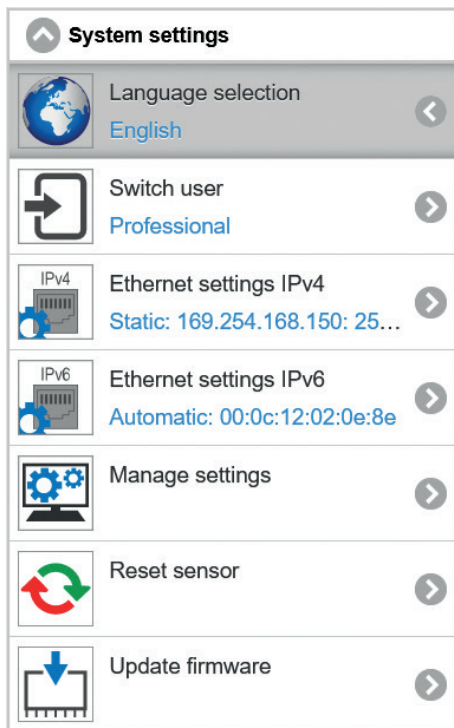 System settings
Language selection
English
Switch user
Professional
IPv4
Ethernet settings IPv4
Static: 169.254.168.150: 25...
IPv6
Ethernet settings IPv6
Automatic: 00:0c:12:02:0e:8e
Manage settings
Reset sensor
Update firmware